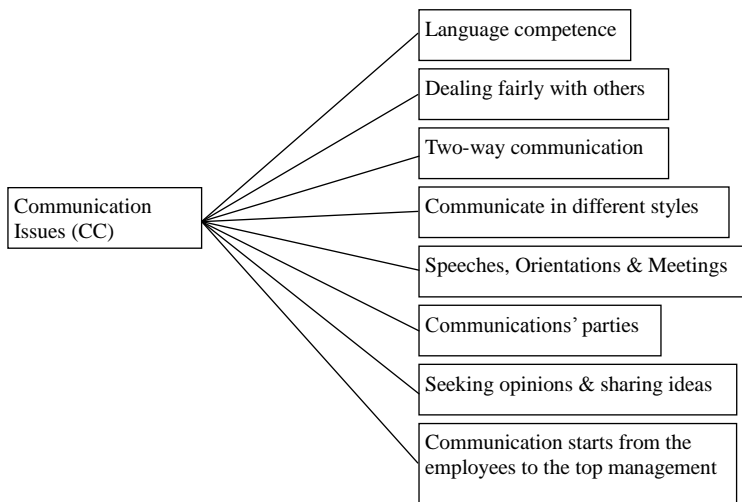 Language competence
Dealing fairly with others
Two-way communication
Communication
Issues (CC)
Communicate in different styles
Speeches, Orientations & Meetings
Communications’ parties
Seeking opinions & sharing ideas
Communication starts from the
employees to the top management